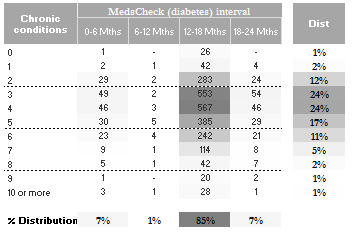 Chronic conditions MedsCheck (diabetes) interval Dist
0-6 Mths 6-12 Mths 12-18 Mths 18-24 Mths
0 1 - 26 - 1%
1 2 1 42 4 2%
2 29 2 283 24 12%
3 49 2 553 54 24%
4 46 3 567 46 24%
5 30 5 385 29 17%
6 23 4 242 21 11%
7 9 1 114 8 5%
8 5 1 42 7 2%
9 1 - 20 2 1%
10 or more 3 1 28 1 1%
% Distribution 7% 1% 85% 7%